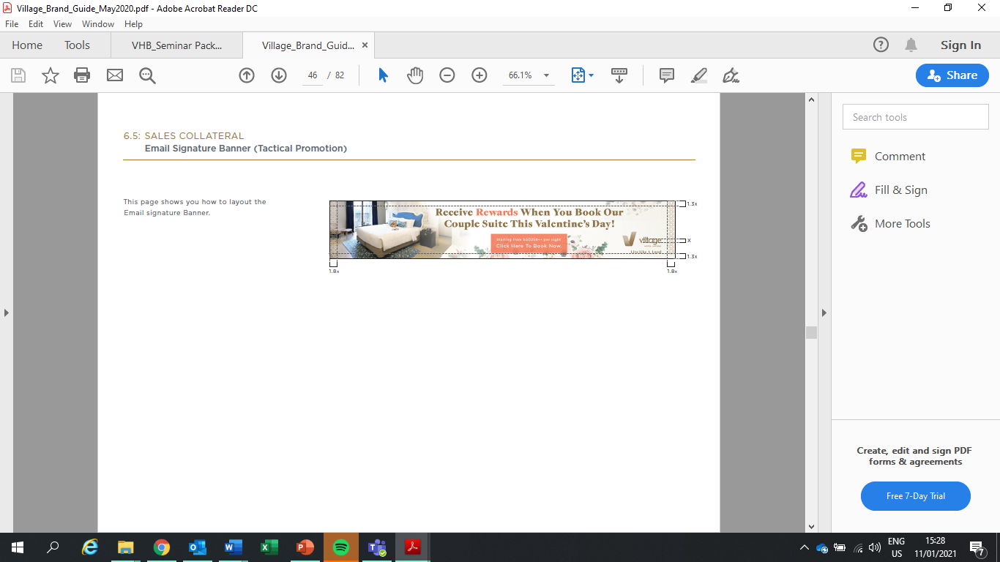 Village_Brand_Guide_May2020.pdf - Adobe Acrobat Reader DC
File Edit View Window Help
Home Tools VHB_Seminar Pack... Village_Brand_Guid... × Sign In
46 / 82 66.1% Share
Search tools
Comment
Fill & Sign
More Tools
6.5: SALES COLLATERAL
Email Signature Banner (Tactical Promotion)
This page shows you how to layout the
Email signature Banner.
Receive Rewards When You Book Our
Couple Suite This Valentine's Day!
Starting from SGD258++ per night
Click Here To Book Now.
village
Live Like A Local
1.3x
x
1.3x
1.8x 1.8x
Create, edit and sign PDF
forms & agreements
Free 7-Day Trial
ENG
US
15:28
11/01/2021
7